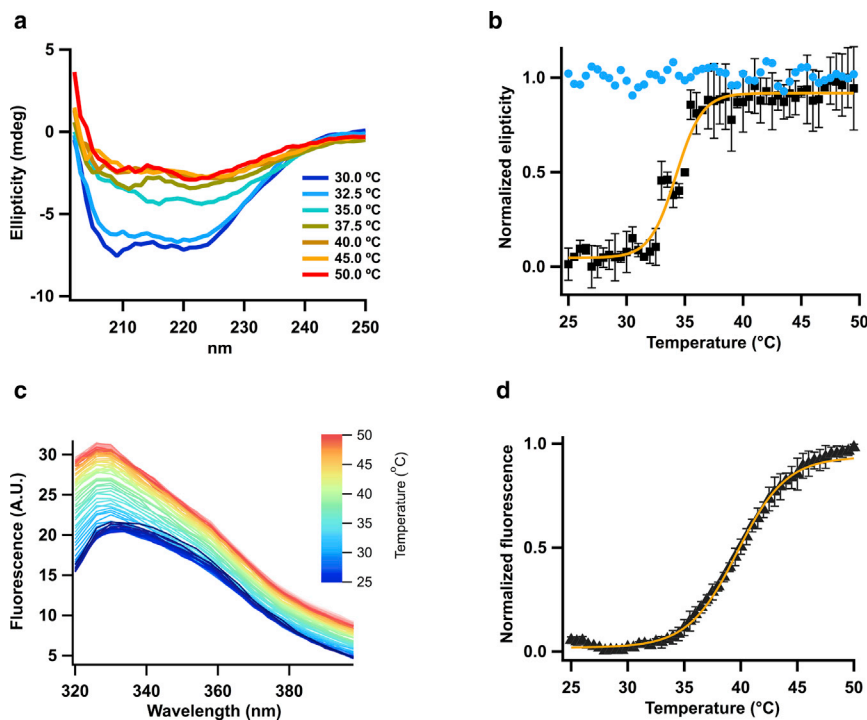 a
5
0
-5
-10
Ellipticity (mdeg)
210
220
230
240
250
nm
30.0 ºC
32.5 ºC
35.0 ºC
37.5 ºC
40.0 ºC
45.0 ºC
50.0 ºC
b
1.0
0.5
0.0
Normalized elipticity
25
30
35
40
45
50
Temperature (°C)
c
30
25
20
15
10
5
Fluorescence (A.U.)
320
340
360
380
Wavelength (nm)
50
45
40
35
30
25
Temperature (°C)
d
1.0
0.5
0.0
Normalized fluorescence
25
30
35
40
45
50
Temperature (°C)